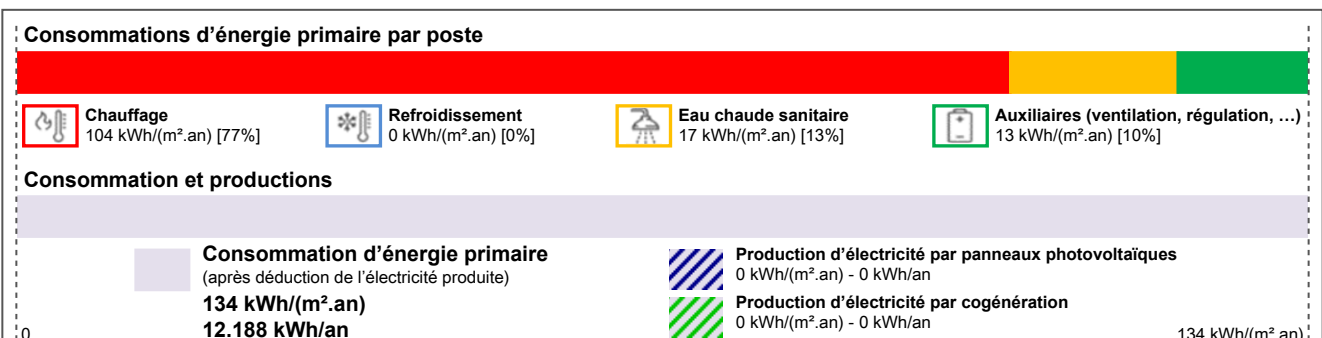 Consommations d’énergie primaire par poste
Chauffage
104 kWh/(m².an) [77%]
Refroidissement
0 kWh/(m².an) [0%]
Eau chaude sanitaire
17 kWh/(m².an) [13%]
Auxiliaires (ventilation, régulation, …)
13 kWh/(m².an) [10%]
Consommation et productions
Consommation d’énergie primaire
(après déduction de l’électricité produite)
134 kWh/(m².an)
12.188 kWh/an
Production d’électricité par panneaux photovoltaïques
0 kWh/(m².an) - 0 kWh/an
Production d’électricité par cogénération
0 kWh/(m².an) - 0 kWh/an
0
134 kWh/(m².an)